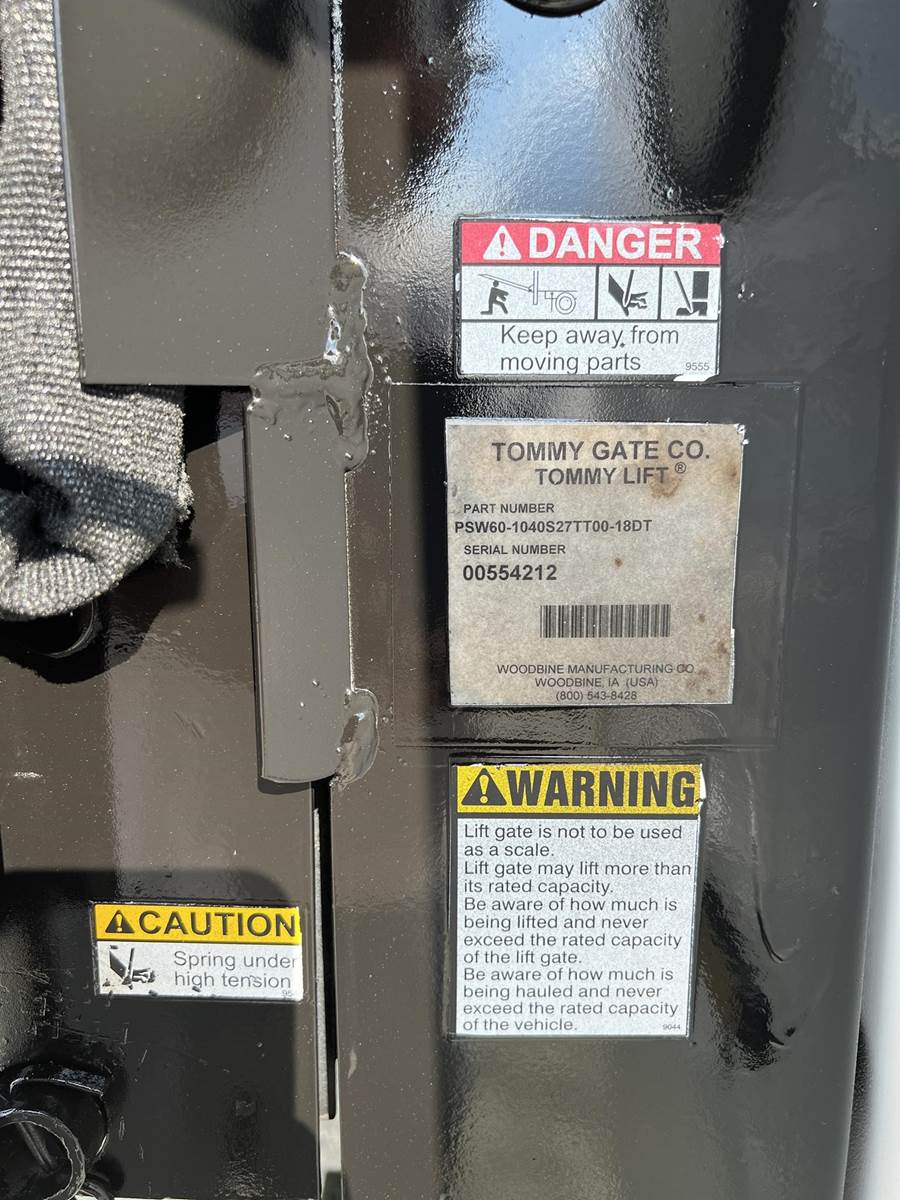 DANGER
Keep away from
moving parts
9555
TOMMY GATE CO.
TOMMY LIFT®
PART NUMBER
PSW60-1040S27TT00-18DT
SERIAL NUMBER
00554212
WOODBINE MANUFACTURING CO
WOODBINE, IA (USA)
(800) 543-8428
WARNING
Lift gate is not to be used
as a scale.
Lift gate may lift more than
its rated capacity.
Be aware of how much is
being lifted and never
exceed the rated capacity
of the lift gate.
Be aware of how much is
being hauled and never
exceed the rated capacity
of the vehicle.
9044
CAUTION
Spring under
high tension